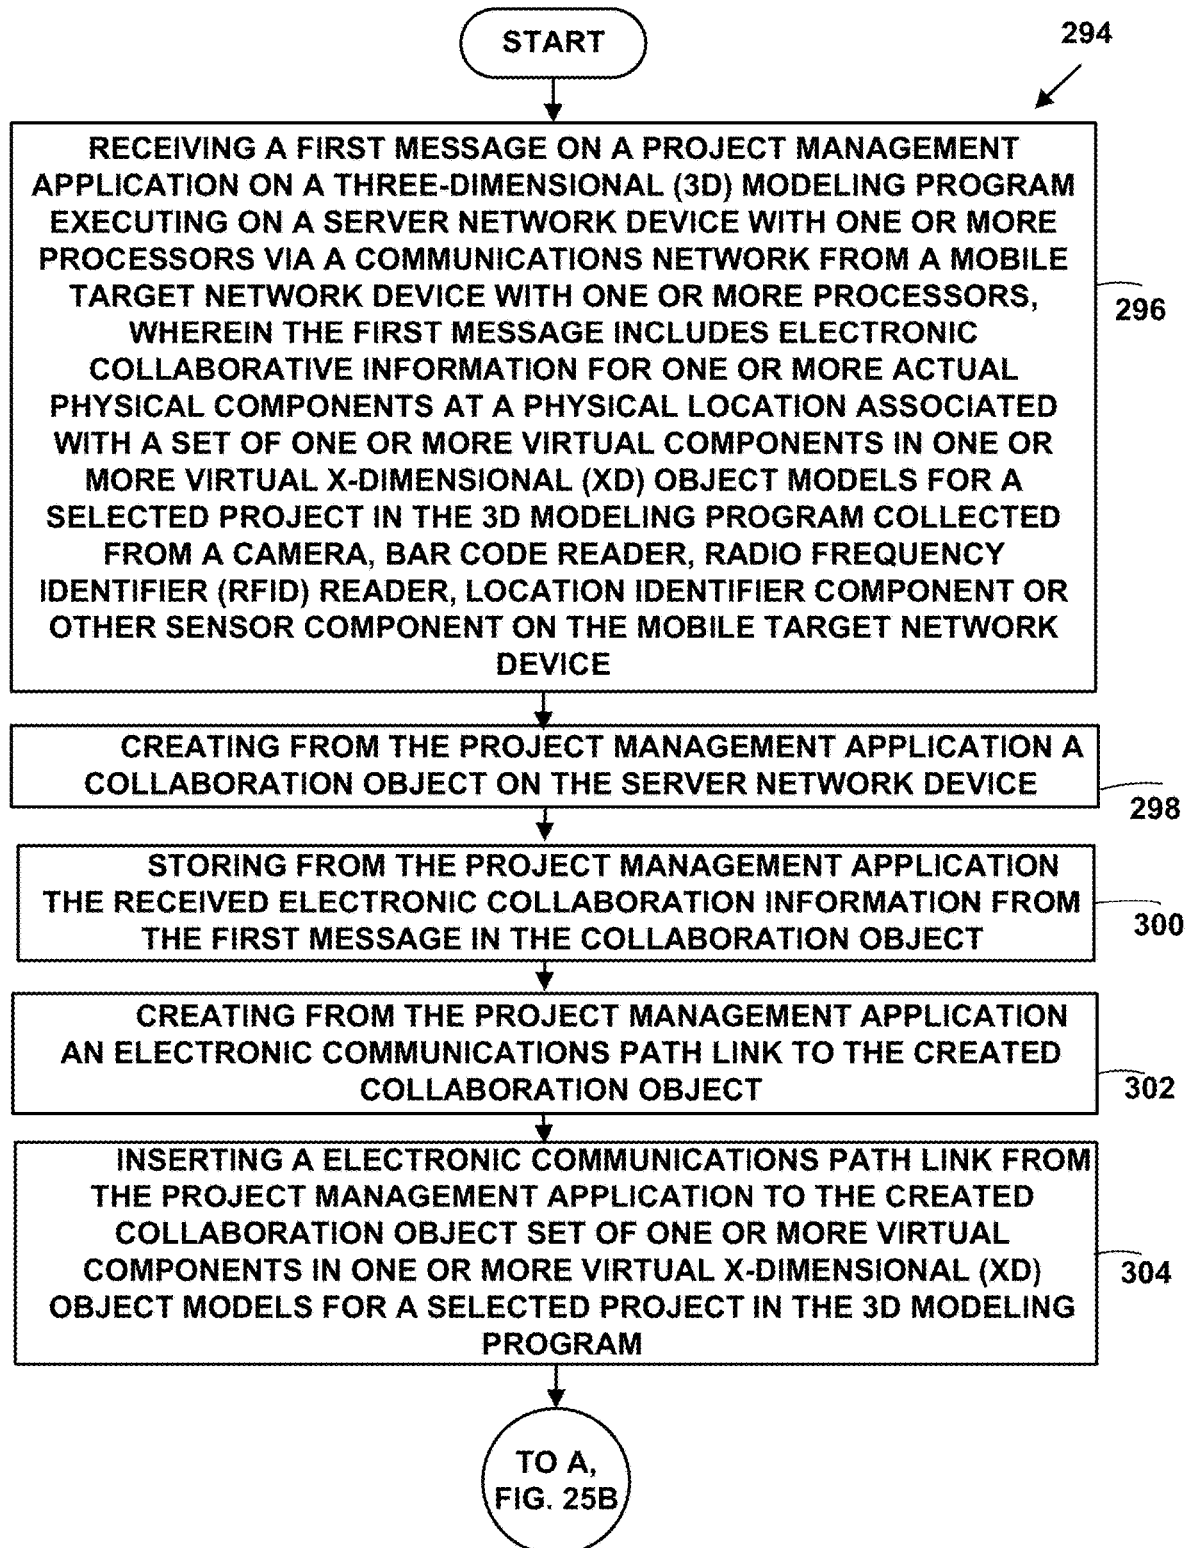 START
294
RECEIVING A FIRST MESSAGE ON A PROJECT MANAGEMENT
APPLICATION ON A THREE-DIMENSIONAL (3D) MODELING PROGRAM
EXECUTING ON A SERVER NETWORK DEVICE WITH ONE OR MORE
PROCESSORS VIA A COMMUNICATIONS NETWORK FROM A MOBILE
TARGET NETWORK DEVICE WITH ONE OR MORE PROCESSORS,
WHEREIN THE FIRST MESSAGE INCLUDES ELECTRONIC
COLLABORATIVE INFORMATION FOR ONE OR MORE ACTUAL
PHYSICAL COMPONENTS AT A PHYSICAL LOCATION ASSOCIATED
WITH A SET OF ONE OR MORE VIRTUAL COMPONENTS IN ONE OR
MORE VIRTUAL X-DIMENSIONAL (XD) OBJECT MODELS FOR A
SELECTED PROJECT IN THE 3D MODELING PROGRAM COLLECTED
FROM A CAMERA, BAR CODE READER, RADIO FREQUENCY
IDENTIFIER (RFID) READER, LOCATION IDENTIFIER COMPONENT OR
OTHER SENSOR COMPONENT ON THE MOBILE TARGET NETWORK
DEVICE
296
CREATING FROM THE PROJECT MANAGEMENT APPLICATION A
COLLABORATION OBJECT ON THE SERVER NETWORK DEVICE
298
STORING FROM THE PROJECT MANAGEMENT APPLICATION
THE RECEIVED ELECTRONIC COLLABORATION INFORMATION FROM
THE FIRST MESSAGE IN THE COLLABORATION OBJECT
300
CREATING FROM THE PROJECT MANAGEMENT APPLICATION
AN ELECTRONIC COMMUNICATIONS PATH LINK TO THE CREATED
COLLABORATION OBJECT
302
INSERTING A ELECTRONIC COMMUNICATIONS PATH LINK FROM
THE PROJECT MANAGEMENT APPLICATION TO THE CREATED
COLLABORATION OBJECT SET OF ONE OR MORE VIRTUAL
COMPONENTS IN ONE OR MORE VIRTUAL X-DIMENSIONAL (XD)
OBJECT MODELS FOR A SELECTED PROJECT IN THE 3D MODELING
PROGRAM
304
TO A,
FIG. 25B